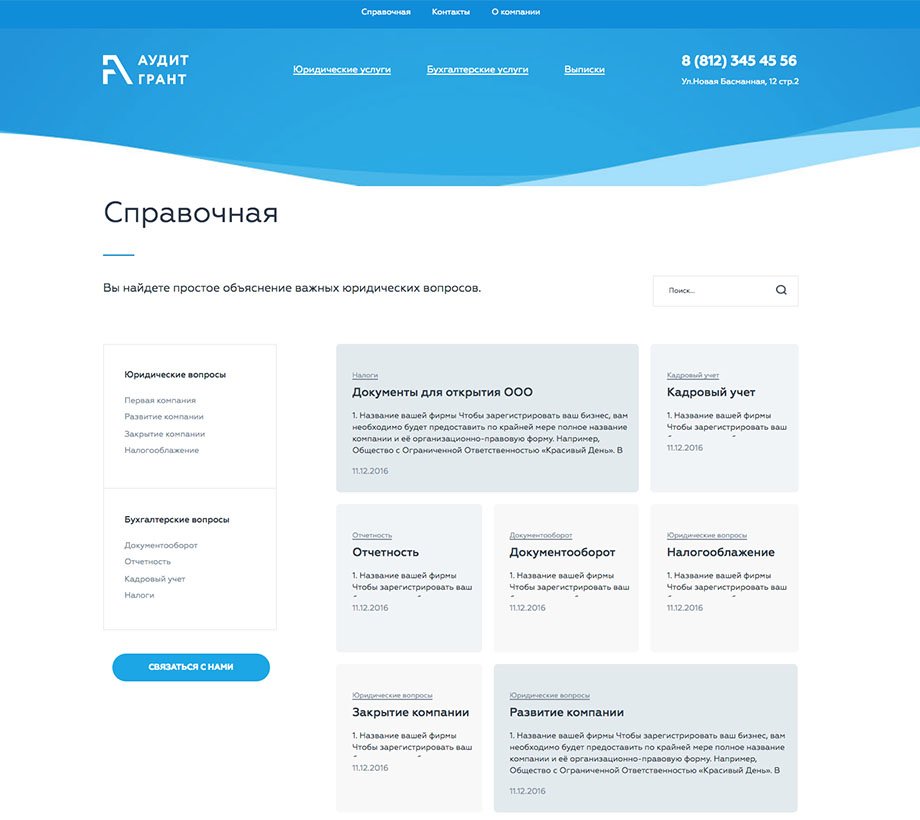 Справочная Контакты О компании
АУДИТ
ГРАНТ
Юридические услуги Бухгалтерские услуги Выписки
8 (812) 345 45 56
Ул.Новая Басманная, 12 стр.2
Справочная
Вы найдете простое объяснение важных юридических вопросов.
Поиск...
Юридические вопросы
Первая компания
Развитие компании
Закрытие компании
Налогооблажение
Бухгалтерские вопросы
Документооборот
Отчетность
Кадровый учет
Налоги
СВЯЗАТЬСЯ С НАМИ
Налоги
Документы для открытия ООО
1. Название вашей фирмы Чтобы зарегистрировать ваш бизнес, вам
необходимо будет предоставить по крайней мере полное название
компании и её организационно-правовую форму. Например,
Общество с Ограниченной Ответственностью «Красивый День». В
11.12.2016
Кадровый учет
Кадровый учет
1. Название вашей фирмы
Чтобы зарегистрировать ваш
11.12.2016
Отчетность
Отчетность
1. Название вашей фирмы
Чтобы зарегистрировать ваш
11.12.2016
Документооборот
Документооборот
1. Название вашей фирмы
Чтобы зарегистрировать ваш
11.12.2016
Юридические вопросы
Налогооблажение
1. Название вашей фирмы
Чтобы зарегистрировать ваш
11.12.2016
Юридические вопросы
Закрытие компании
1. Название вашей фирмы
Чтобы зарегистрировать ваш
11.12.2016
Юридические вопросы
Развитие компании
1. Название вашей фирмы Чтобы зарегистрировать ваш бизнес, вам
необходимо будет предоставить по крайней мере полное название
компании и её организационно-правовую форму. Например,
Общество с Ограниченной Ответственностью «Красивый День». В
11.12.2016